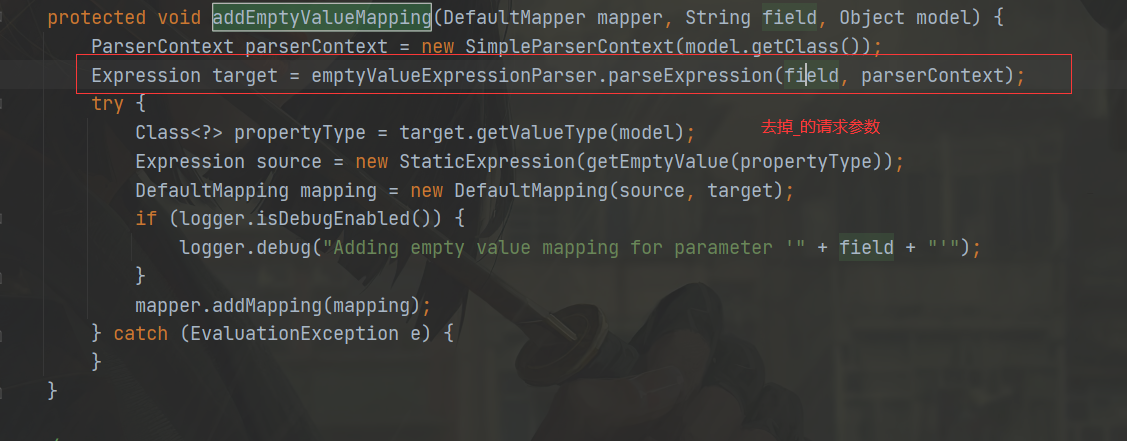 protected void addEmptyValueMapping(DefaultMapper mapper, String field, Object model) {
ParserContext parserContext = new SimpleParserContext(model.getClass());
Expression target = emptyValueExpressionParser.parseExpression(field, parserContext);
try {
去掉_的请求参数
Class<?> propertyType = target.getValueType(model);
Expression source = new StaticExpression(getEmptyValue(propertyType));
DefaultMapping mapping = new DefaultMapping(source, target);
if (logger.isDebugEnabled()) {
logger.debug("Adding empty value mapping for parameter '" + field + "'");
}
mapper.addMapping(mapping);
} catch (EvaluationException e) {
}
}